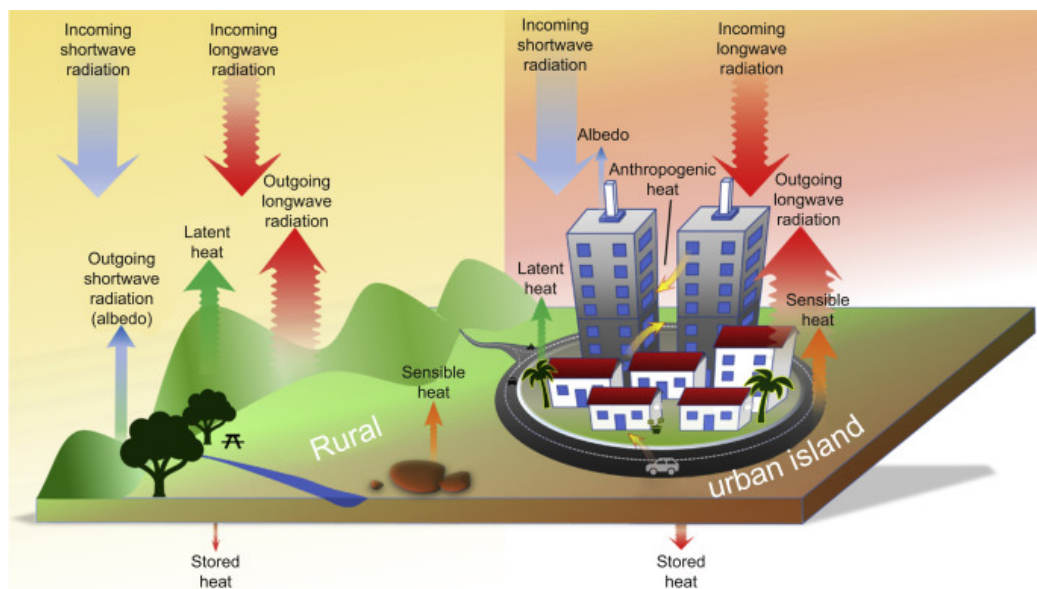 Incoming
shortwave
radiation
Incoming
longwave
radiation
Incoming
shortwave
radiation
Incoming
longwave
radiation
Albedo
Anthropogenic
heat
Outgoing
longwave
radiation
Outgoing
longwave
radiation
Latent
heat
Outgoing
shortwave
radiation
(albedo)
Latent
heat
Sensible
heat
Sensible
heat
Rural
urban island
Stored
heat
Stored
heat